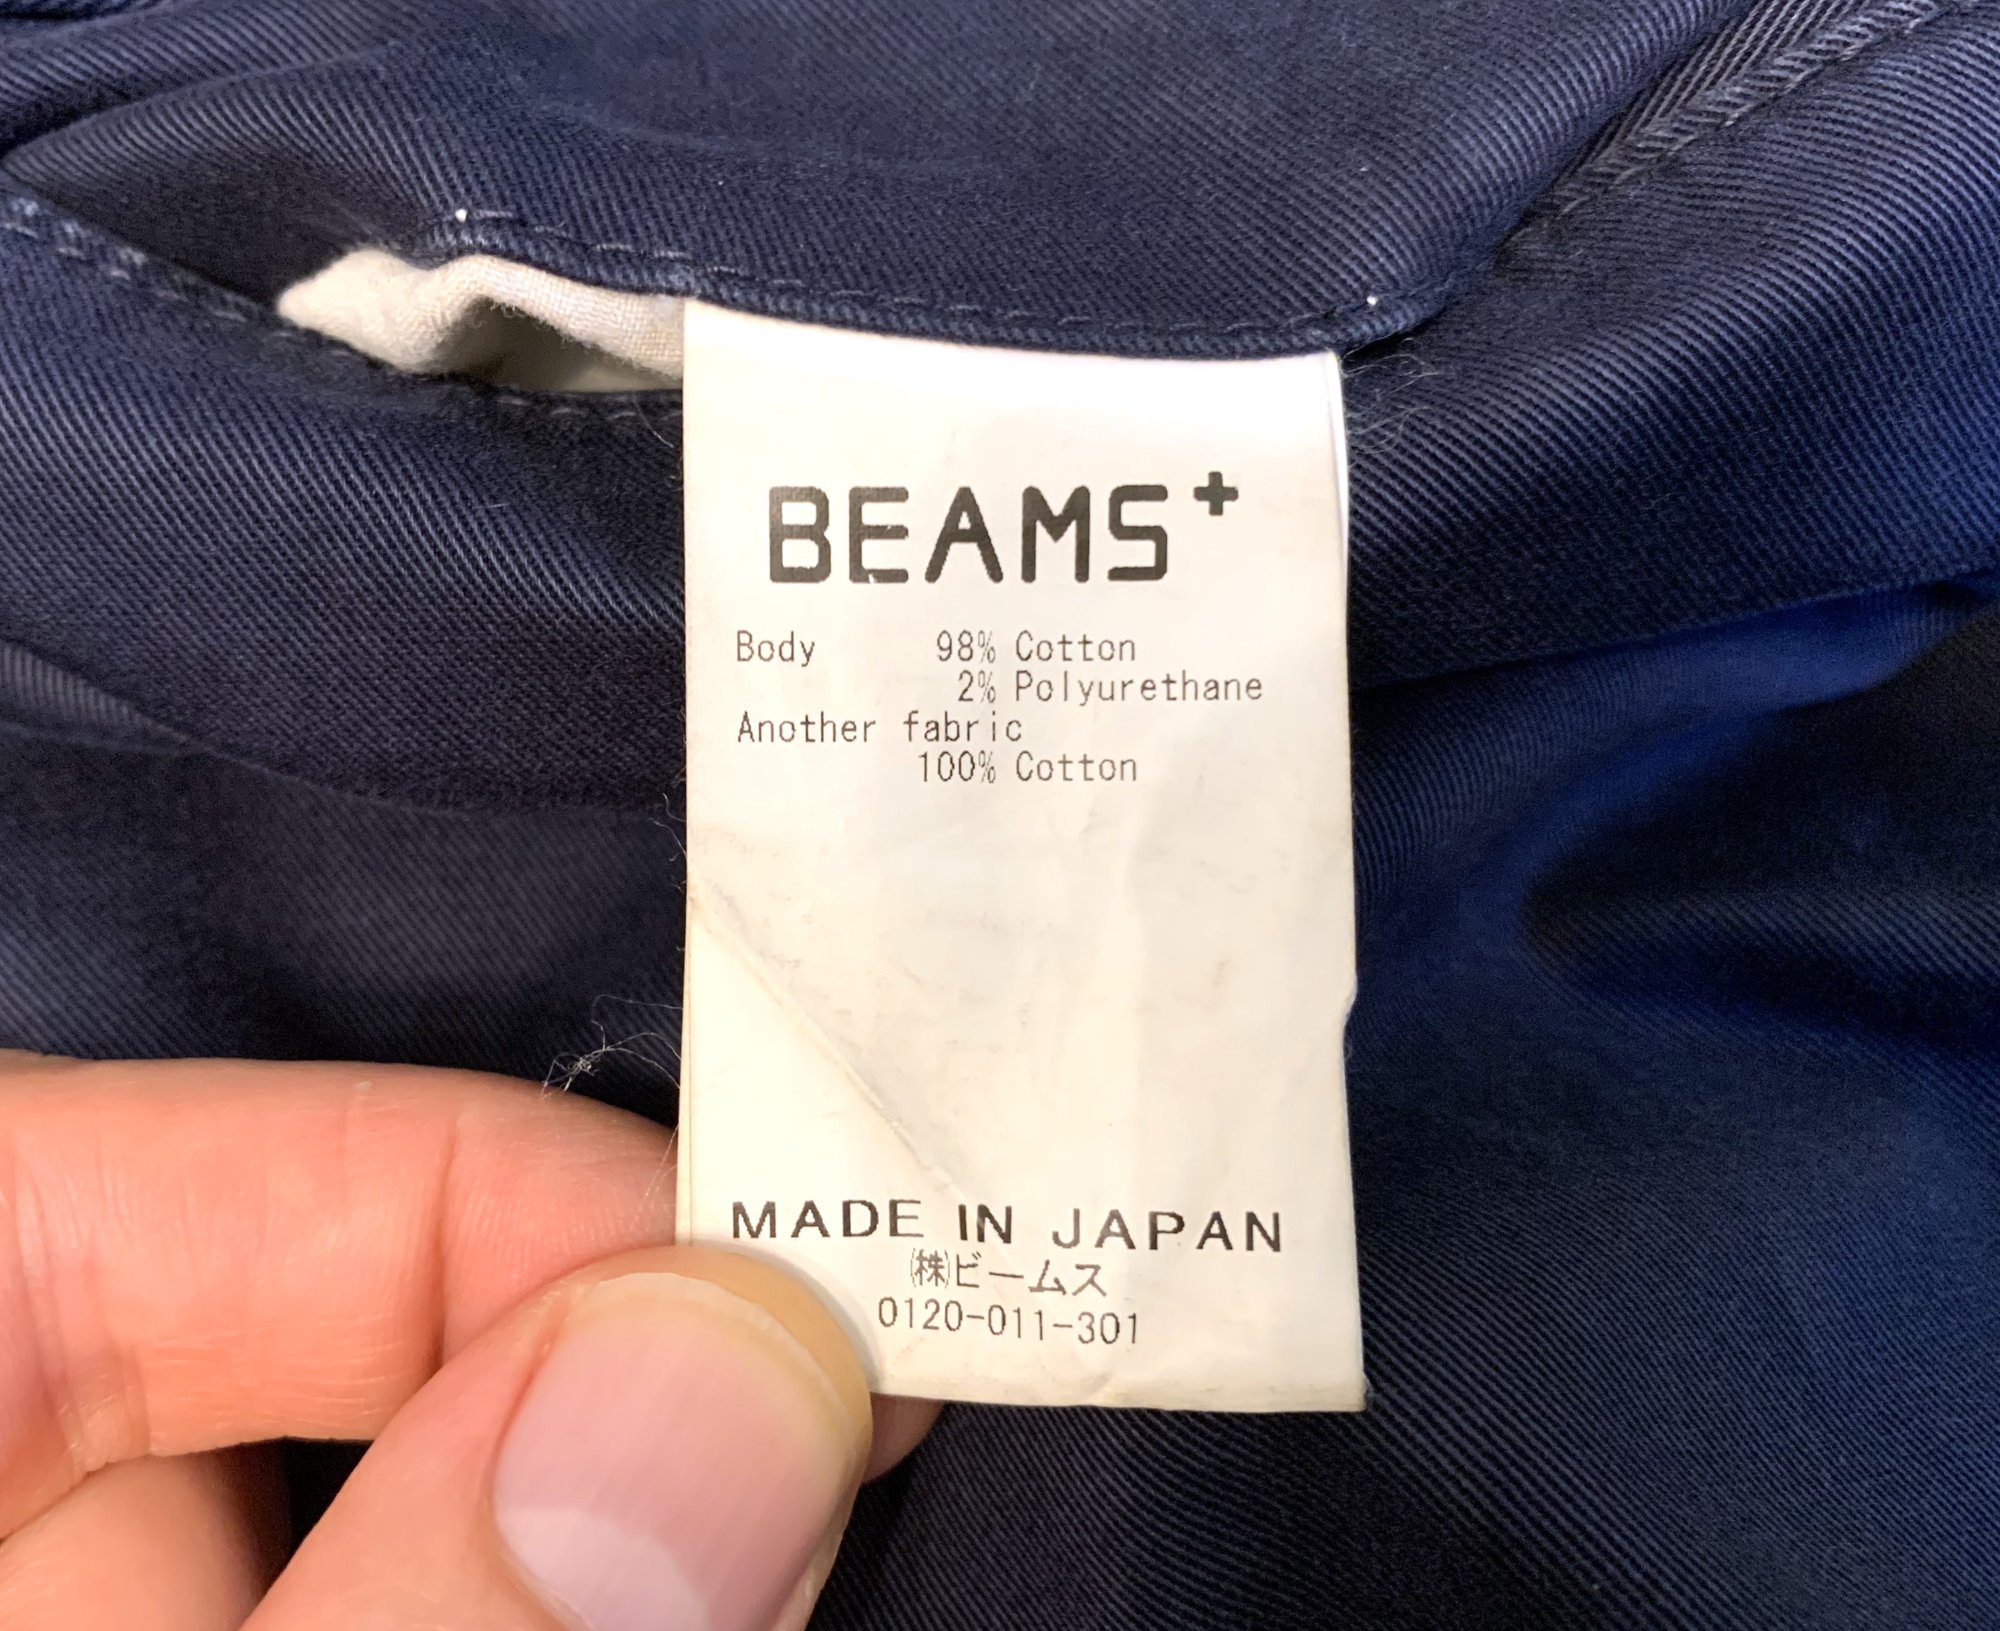 BEAMS+
Body 98% Cotton
2% Polyurethane
Another fabric
100% Cotton
MADE IN JAPAN
㈱ビームス
0120-011-301